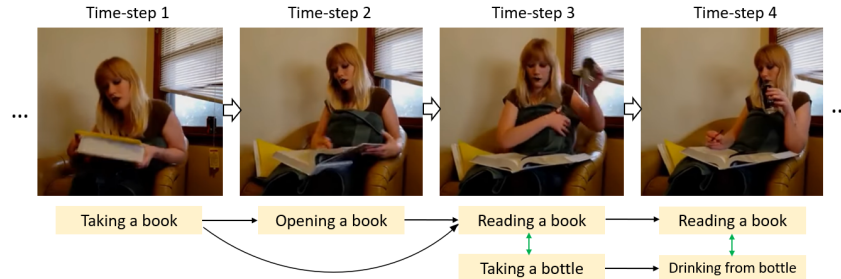 Time-step 1 Time-step 2 Time-step 3 Time-step 4
... ..
Taking a book Opening a book Reading a book Reading a book
Taking a bottle Drinking from bottle